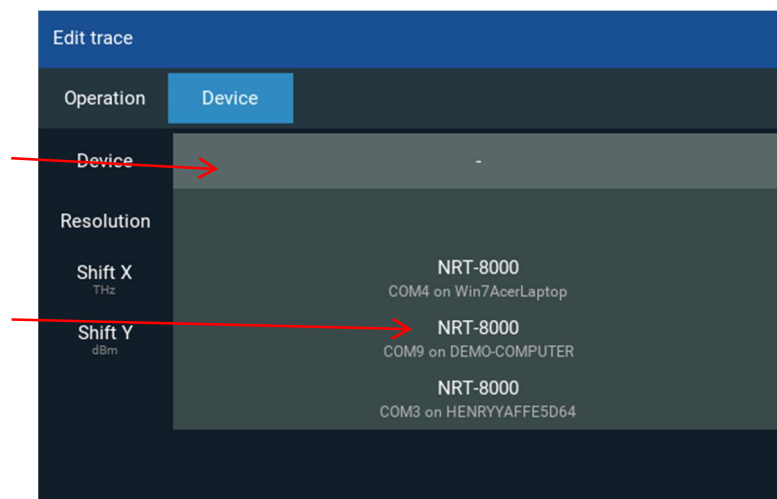 Edit trace
Operation
Device
Device
-
Resolution
Shift X
THz
NRT-8000
COM4 on Win7AcerLaptop
Shift Y
dBm
NRT-8000
COM9 on DEMO-COMPUTER
NRT-8000
COM3 on HENRYYAFFE5D64